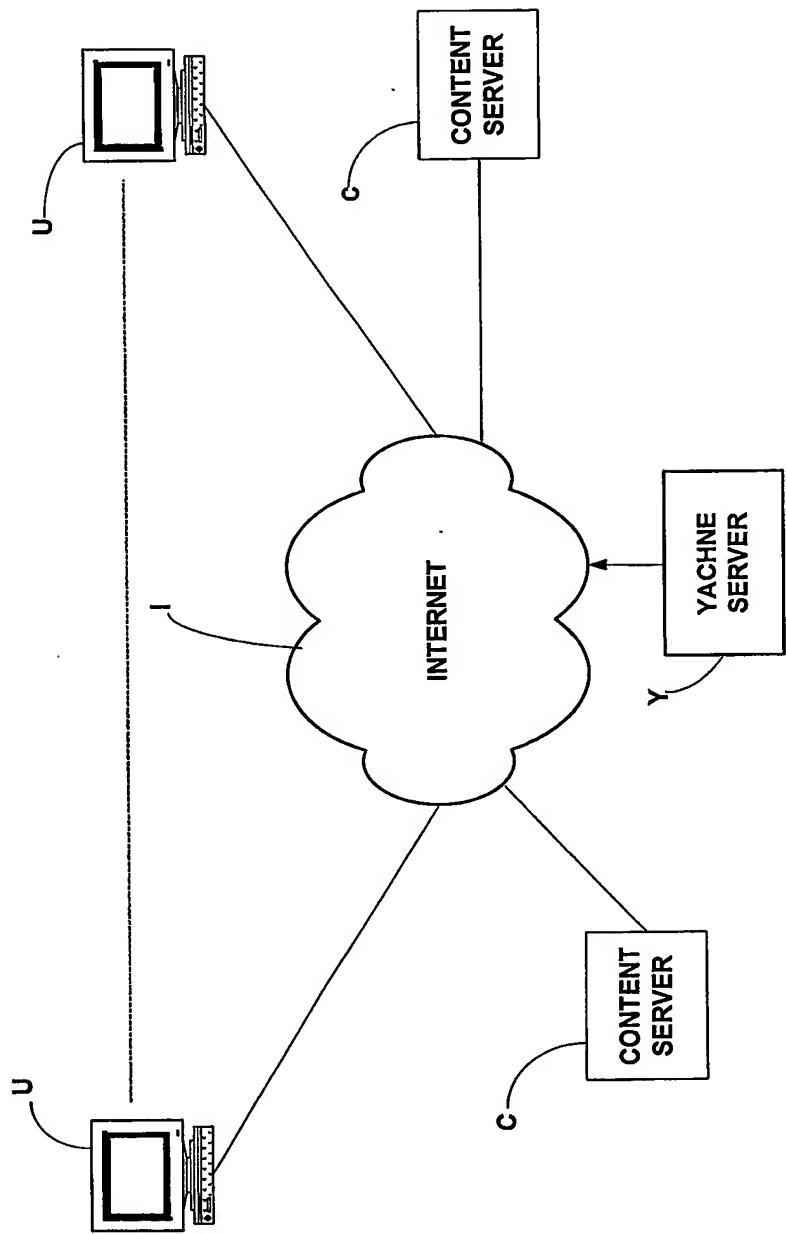 U
U
I
INTERNET
C
CONTENT
SERVER
C
CONTENT
SERVER
Y
YACHNE
SERVER